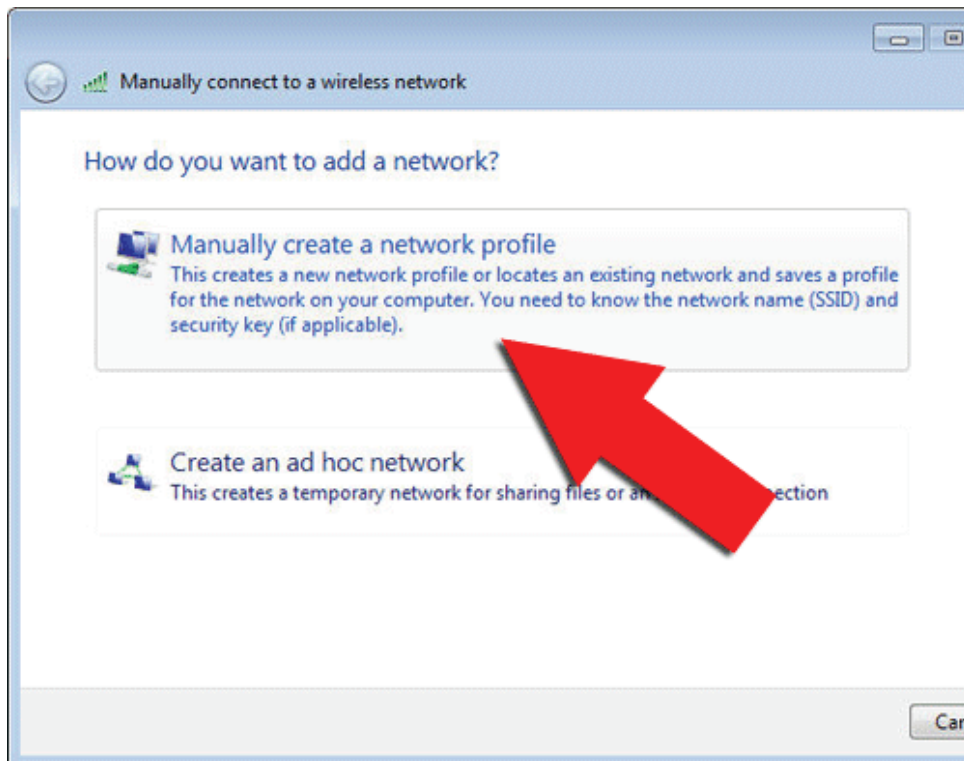 Manually connect to a wireless network
How do you want to add a network?
Manually create a network profile
This creates a new network profile or locates an existing network and saves a profile
for the network on your computer. You need to know the network name (SSID) and
security key (if applicable).
Create an ad hoc network
This creates a temporary network for sharing files or